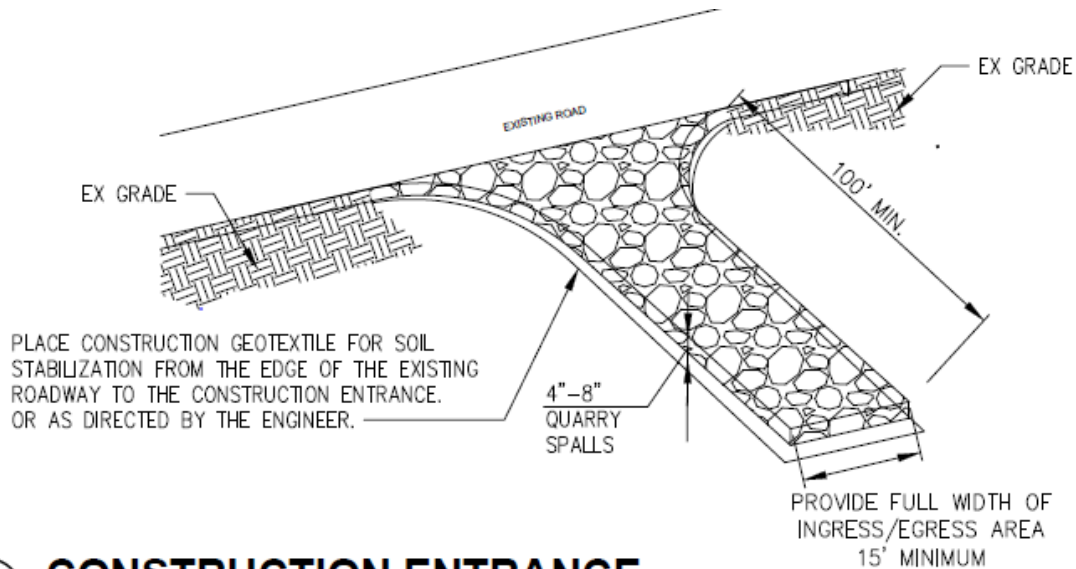 EX GRADE
EXISTING ROAD
EX GRADE
100' MIN.
PLACE CONSTRUCTION GEOTEXTILE FOR SOIL
STABILIZATION FROM THE EDGE OF THE EXISTING
ROADWAY TO THE CONSTRUCTION ENTRANCE.
OR AS DIRECTED BY THE ENGINEER.
4"-8"
QUARRY
SPALLS
PROVIDE FULL WIDTH OF
INGRESS/EGRESS AREA
15' MINIMUM
CONSTRUCTION ENTRANCE